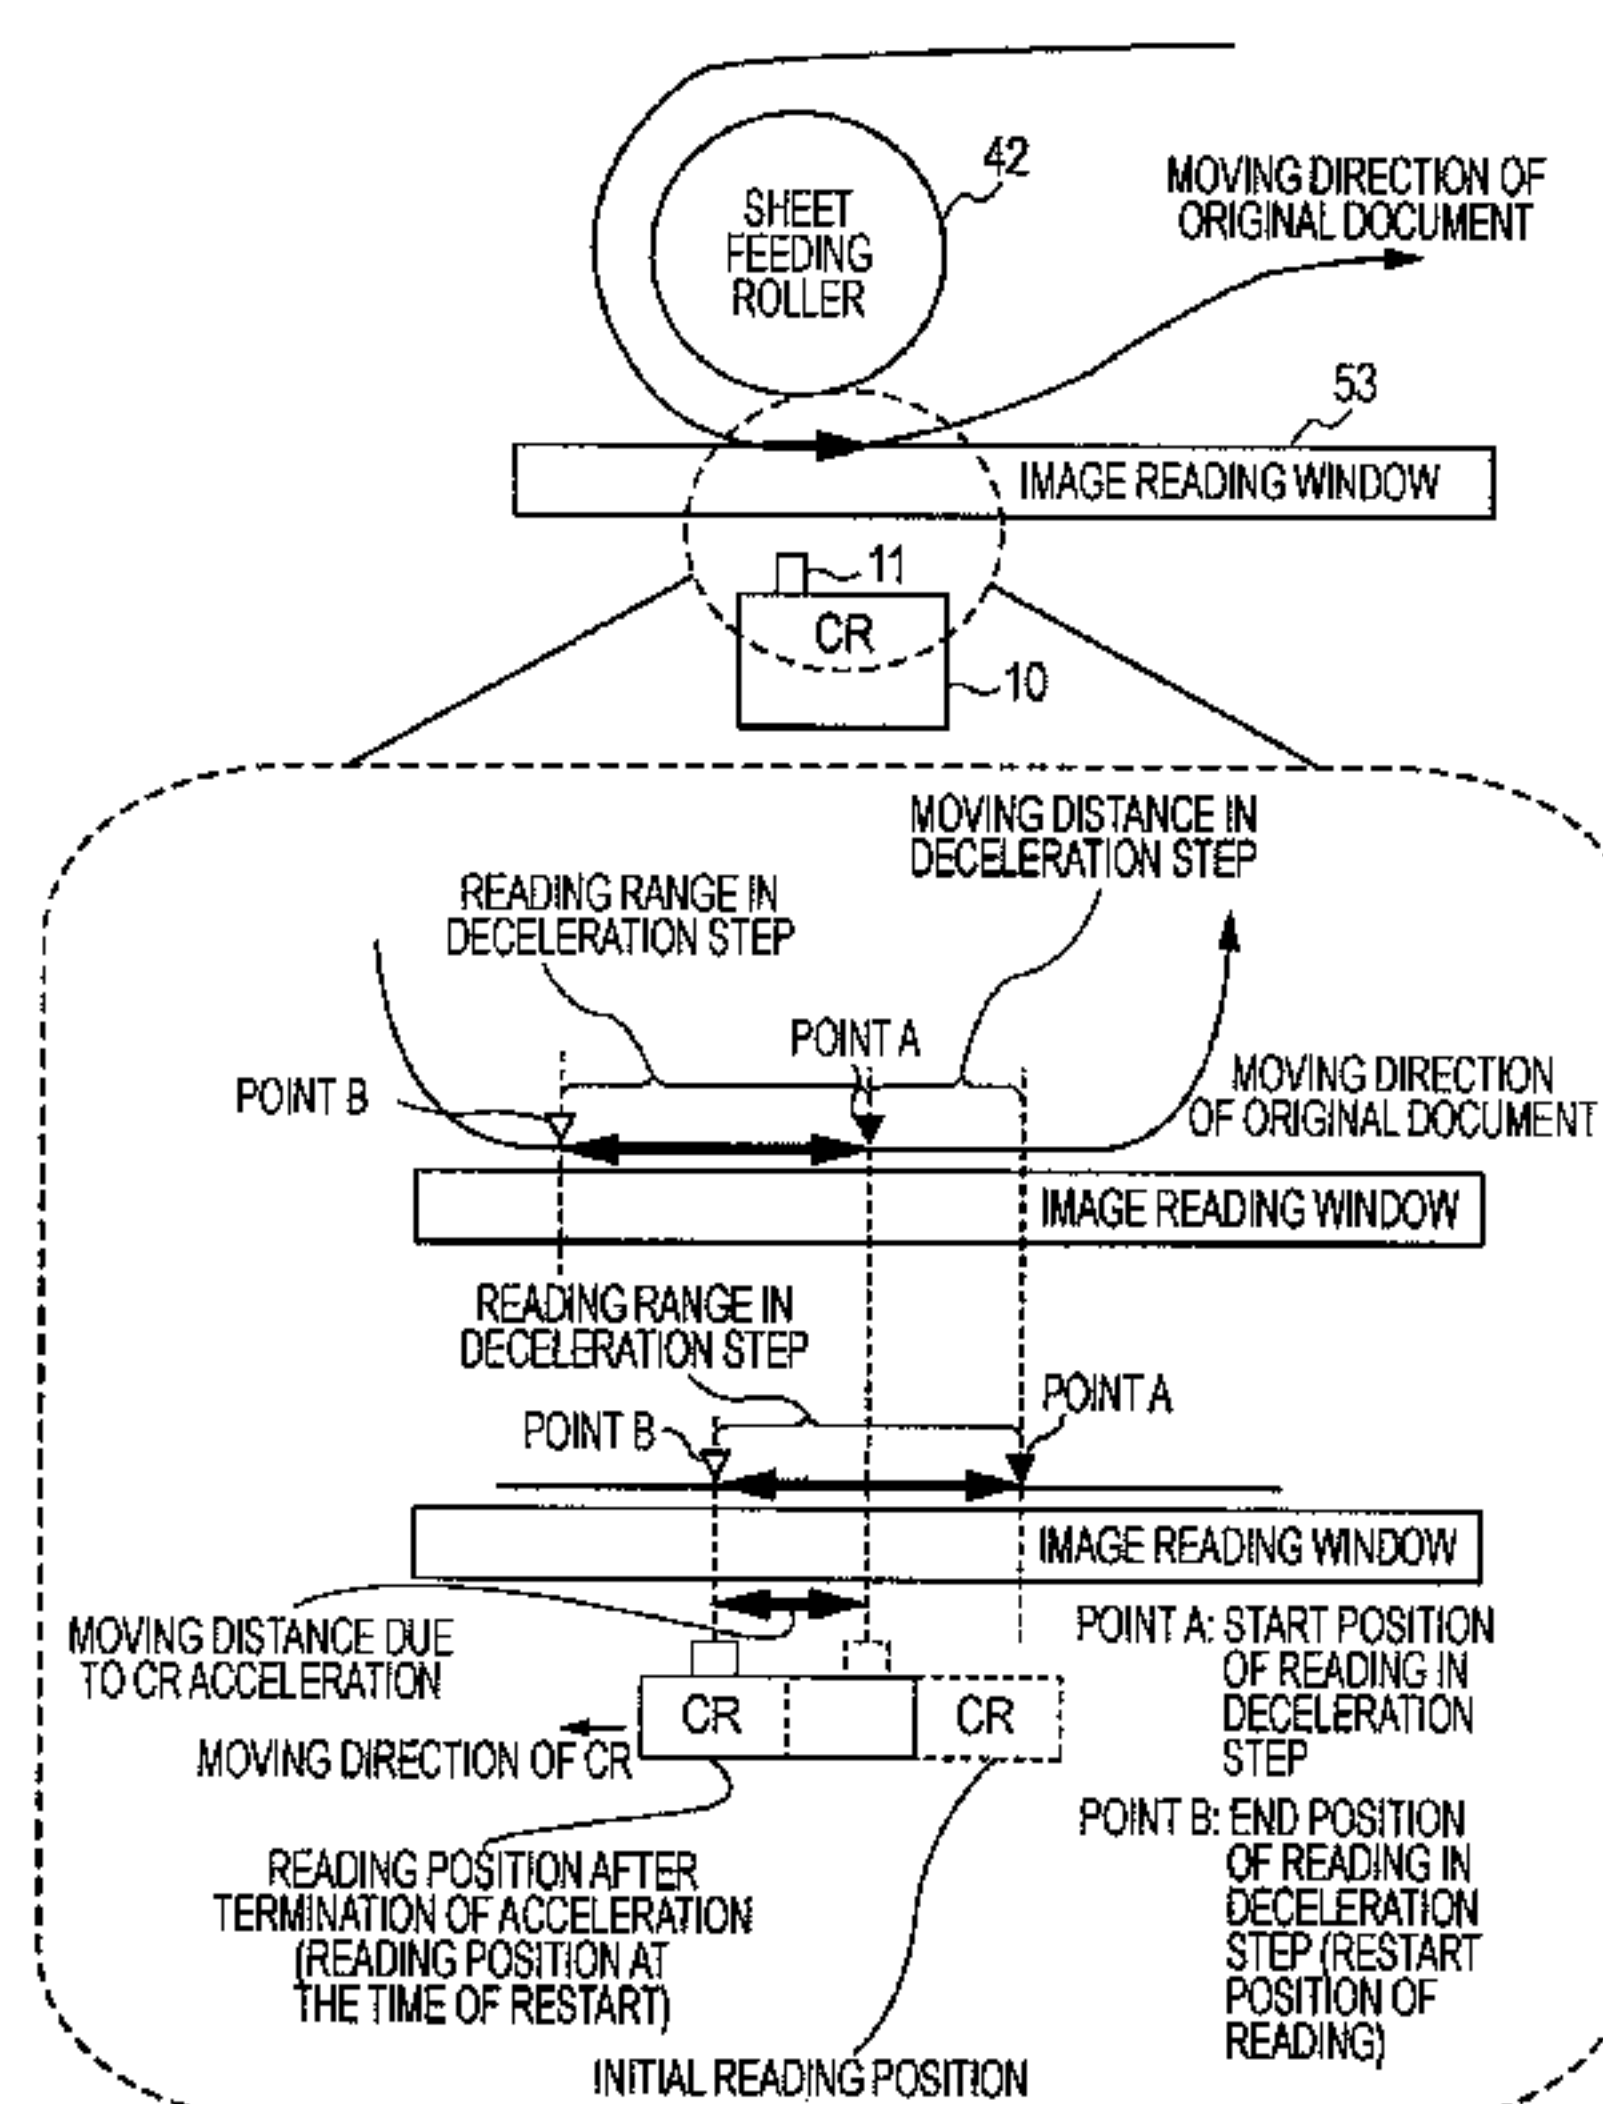 42
SHEET
FEEDING
ROLLER
MOVING DIRECTION OF
ORIGINAL DOCUMENT
53
IMAGE READING WINDOW
11
CR
10
MOVING DISTANCE IN
DECELERATION STEP
READING RANGE IN
DECELERATION STEP
POINT A
POINT B
MOVING DIRECTION
OF ORIGINAL DOCUMENT
IMAGE READING WINDOW
READING RANGE IN
DECELERATION STEP
POINT A
POINT B
IMAGE READING WINDOW
MOVING DISTANCE DUE
TO CR ACCELERATION
CR
CR
MOVING DIRECTION OF CR
POINT A: START POSITION
OF READING IN
DECELERATION
STEP
POINT B: END POSITION
OF READING IN
DECELERATION
STEP (RESTART
POSITION OF
READING)
READING POSITION AFTER
TERMINATION OF ACCELERATION
(READING POSITION AT
THE TIME OF RESTART)
INITIAL READING POSITION